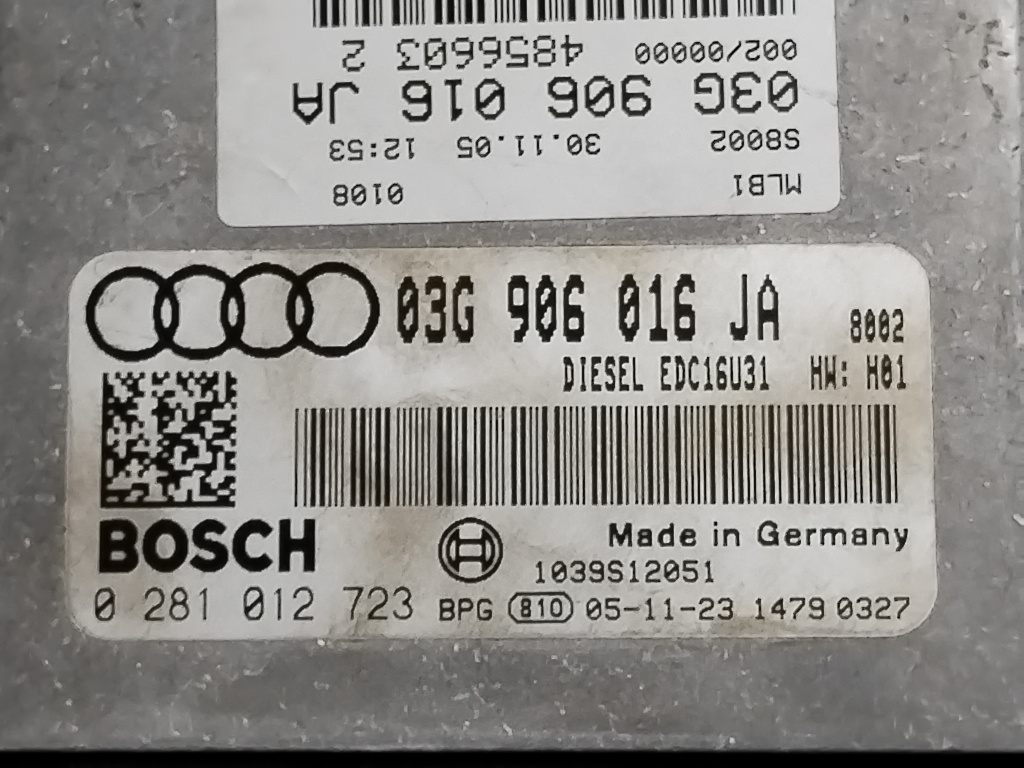 MLB1 0108
S8002 30.11.05 12:53
03G 906 016 JA
002/00000 4856603 2
03G 906 016 JA 8002
DIESEL EDC16U31 HW: H01
BOSCH Made in Germany
1039S12051
0 281 012 723 BPG 810 05-11-23 1479 0327